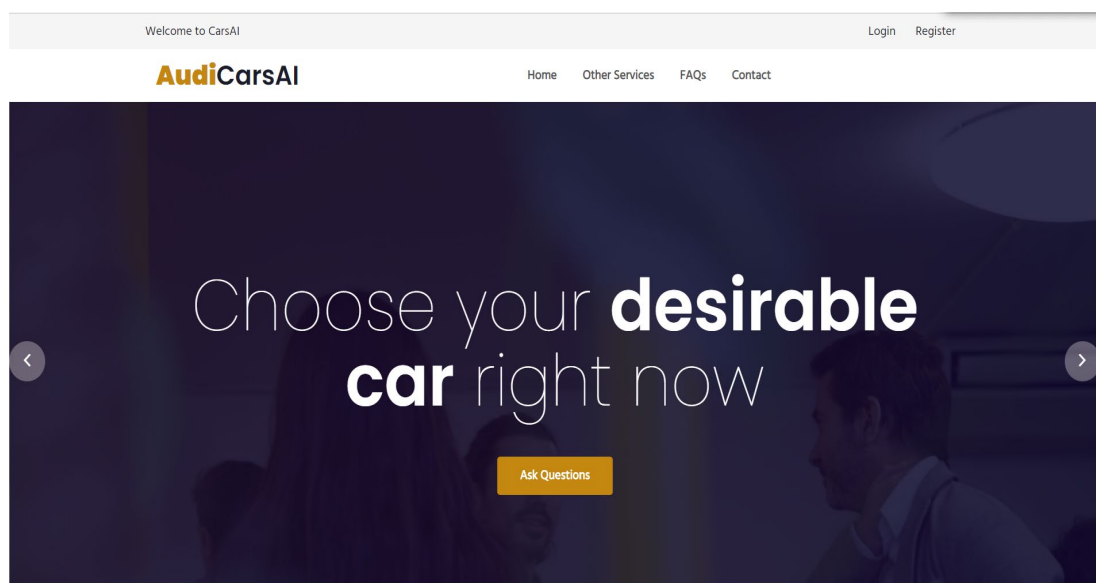 Welcome to CarsAI
Login Register
AudiCarsAI
Home Other Services FAQs Contact
Choose your desirable
car right now
Ask Questions